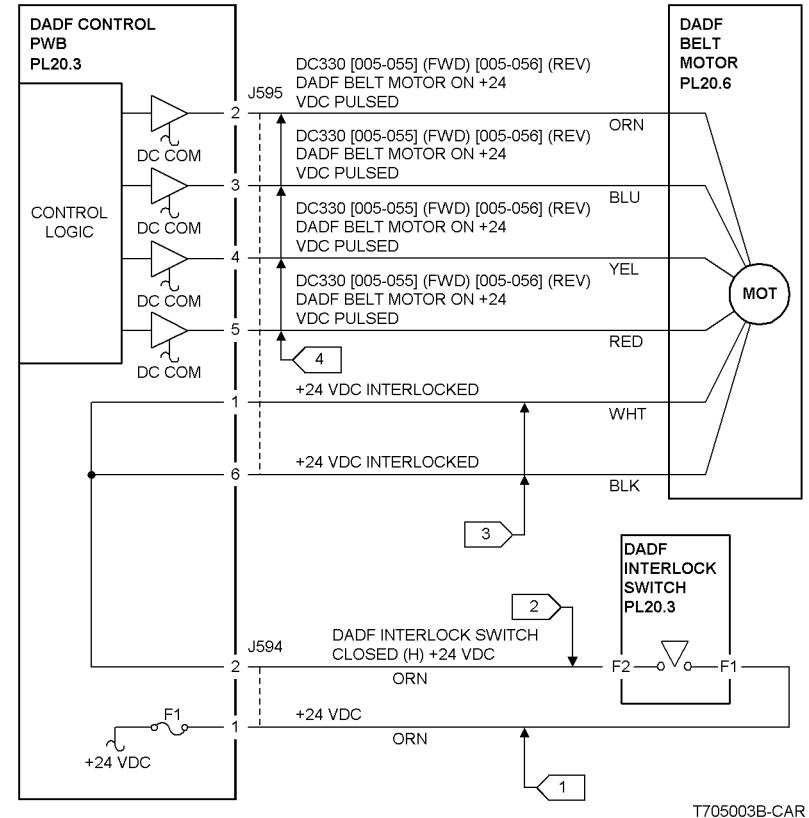 DADF CONTROL
PWB
PL20.3
DADF
BELT
MOTOR
PL20.6
J595
DC330 [005-055] (FWD) [005-056] (REV)
DADF BELT MOTOR ON +24
VDC PULSED
2
ORN
DC COM
DC330 [005-055] (FWD) [005-056] (REV)
DADF BELT MOTOR ON +24
VDC PULSED
3
BLU
DC COM
CONTROL
LOGIC
DC330 [005-055] (FWD) [005-056] (REV)
DADF BELT MOTOR ON +24
VDC PULSED
4
YEL
DC COM
MOT
DC330 [005-055] (FWD) [005-056] (REV)
DADF BELT MOTOR ON +24
VDC PULSED
5
RED
DC COM
4
+24 VDC INTERLOCKED
1
WHT
+24 VDC INTERLOCKED
6
BLK
3
DADF
INTERLOCK
SWITCH
PL20.3
2
J594
DADF INTERLOCK SWITCH
CLOSED (H) +24 VDC
2
F2
F1
ORN
F1
+24 VDC
1
ORN
+24 VDC
1
T705003B-CAR